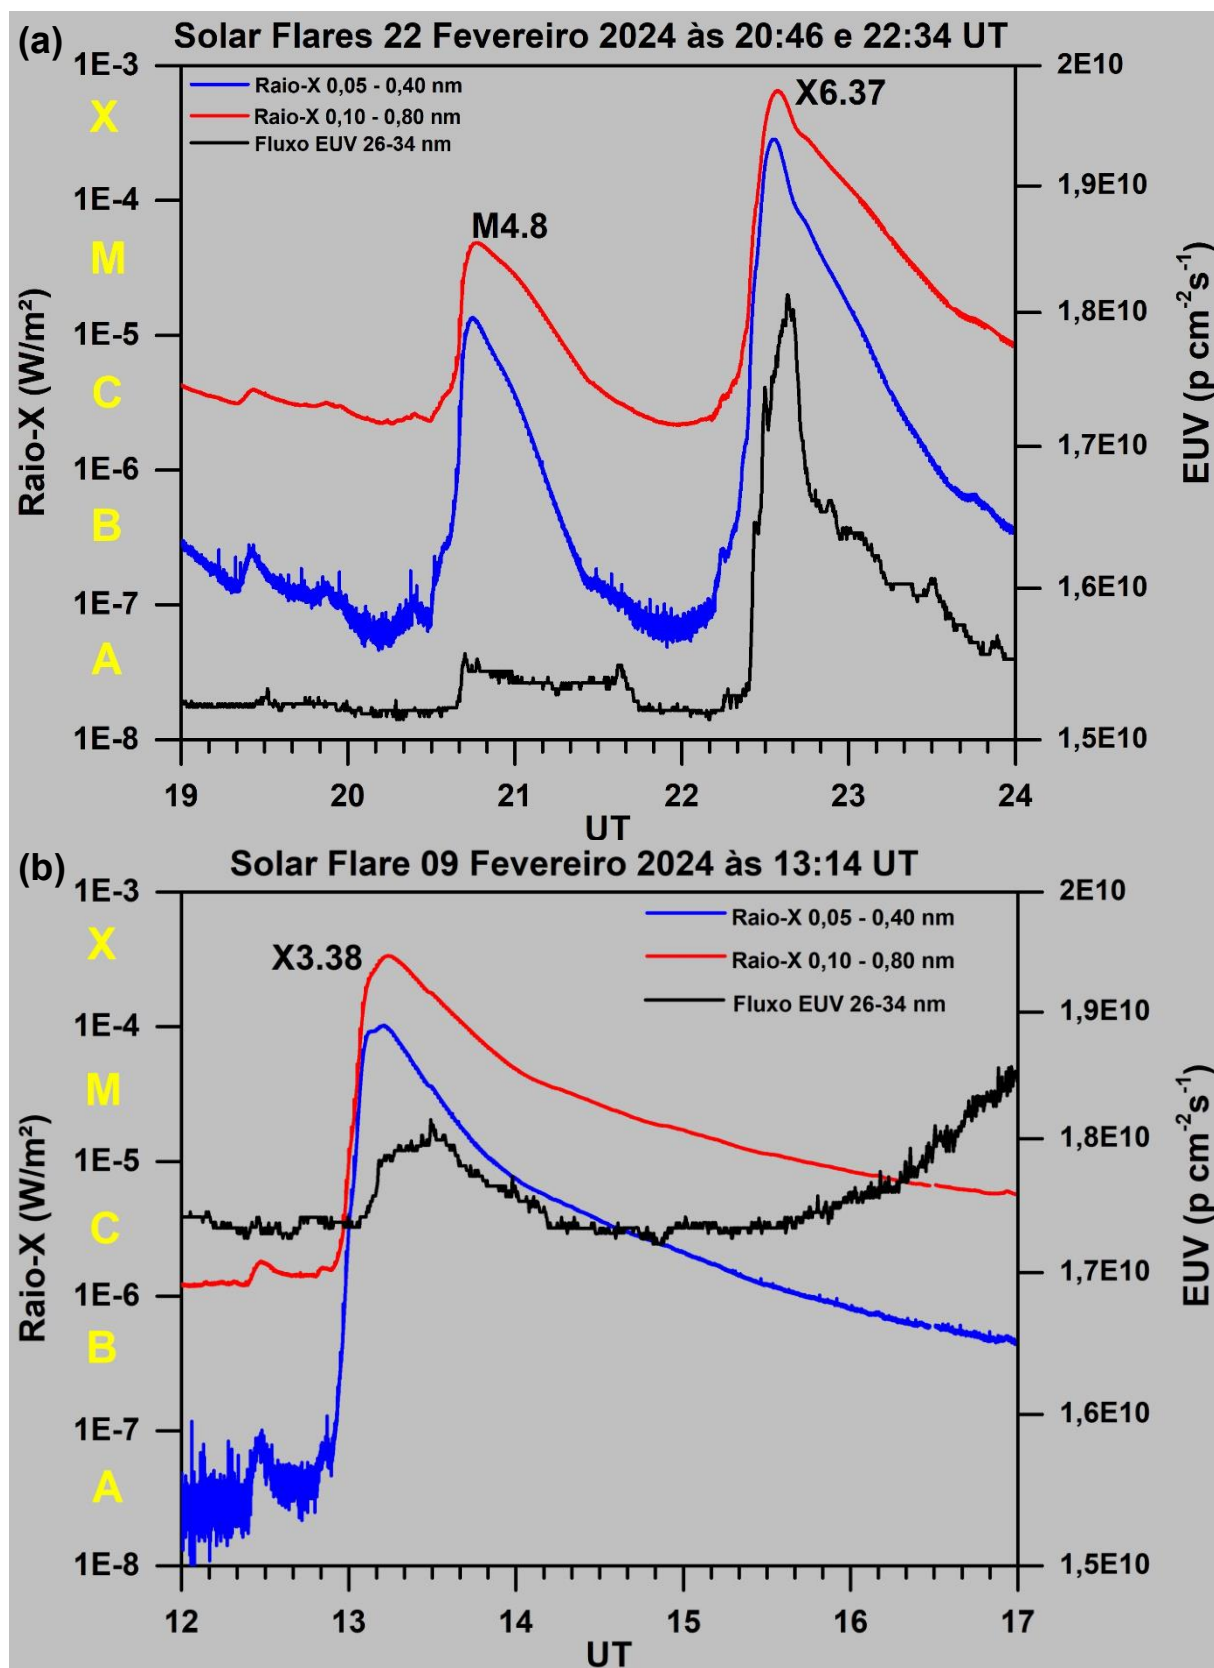 (a)
Solar Flares 22 Fevereiro 2024 às 20:46 e 22:34 UT
1E-3
2E10
Raio-X 0,05 - 0,40 nm
Raio-X 0,10 - 0,80 nm
Fluxo EUV 26-34 nm
X6.37
X
1E-4
1,9E10
M4.8
M
1,8E10
1E-5
C
1,7E10
1E-6
B
1,6E10
1E-7
A
1E-8
1,5E10
Raio-X (W/m²)
EUV (p cm⁻²s⁻¹)
19 20 21 22 23 24
UT
(b)
Solar Flare 09 Fevereiro 2024 às 13:14 UT
1E-3
2E10
Raio-X 0,05 - 0,40 nm
Raio-X 0,10 - 0,80 nm
Fluxo EUV 26-34 nm
X
X3.38
1E-4
1,9E10
M
1,8E10
1E-5
C
1,7E10
1E-6
B
1,6E10
1E-7
A
1E-8
1,5E10
Raio-X (W/m²)
EUV (p cm⁻²s⁻¹)
12 13 14 15 16 17
UT